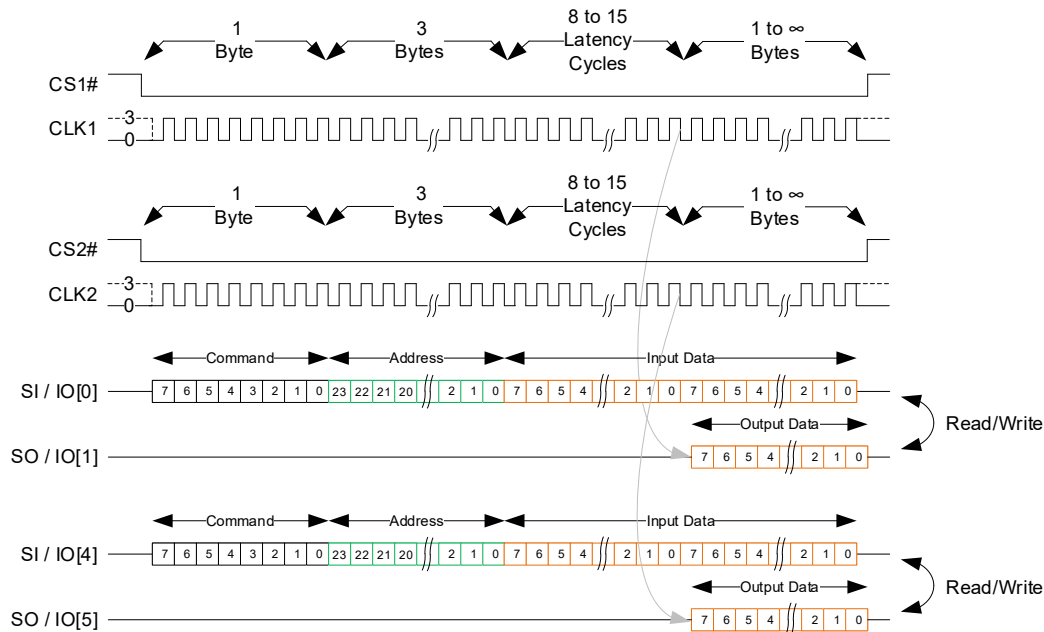 1 Byte 3 Bytes 8 to 15 Latency Cycles 1 to ∞ Bytes
CS1#
CLK1 3 0
1 Byte 3 Bytes 8 to 15 Latency Cycles 1 to ∞ Bytes
CS2#
CLK2 3 0
Command Address Input Data
SI / IO[0] 7 6 5 4 3 2 1 0 23 22 21 20 2 1 0 7 6 5 4 2 1 0 7 6 5 4 2 1 0
Output Data Read/Write
SO / IO[1] 7 6 5 4 2 1 0
Command Address Input Data
SI / IO[4] 7 6 5 4 3 2 1 0 23 22 21 20 2 1 0 7 6 5 4 2 1 0 7 6 5 4 2 1 0
Output Data Read/Write
SO / IO[5] 7 6 5 4 2 1 0